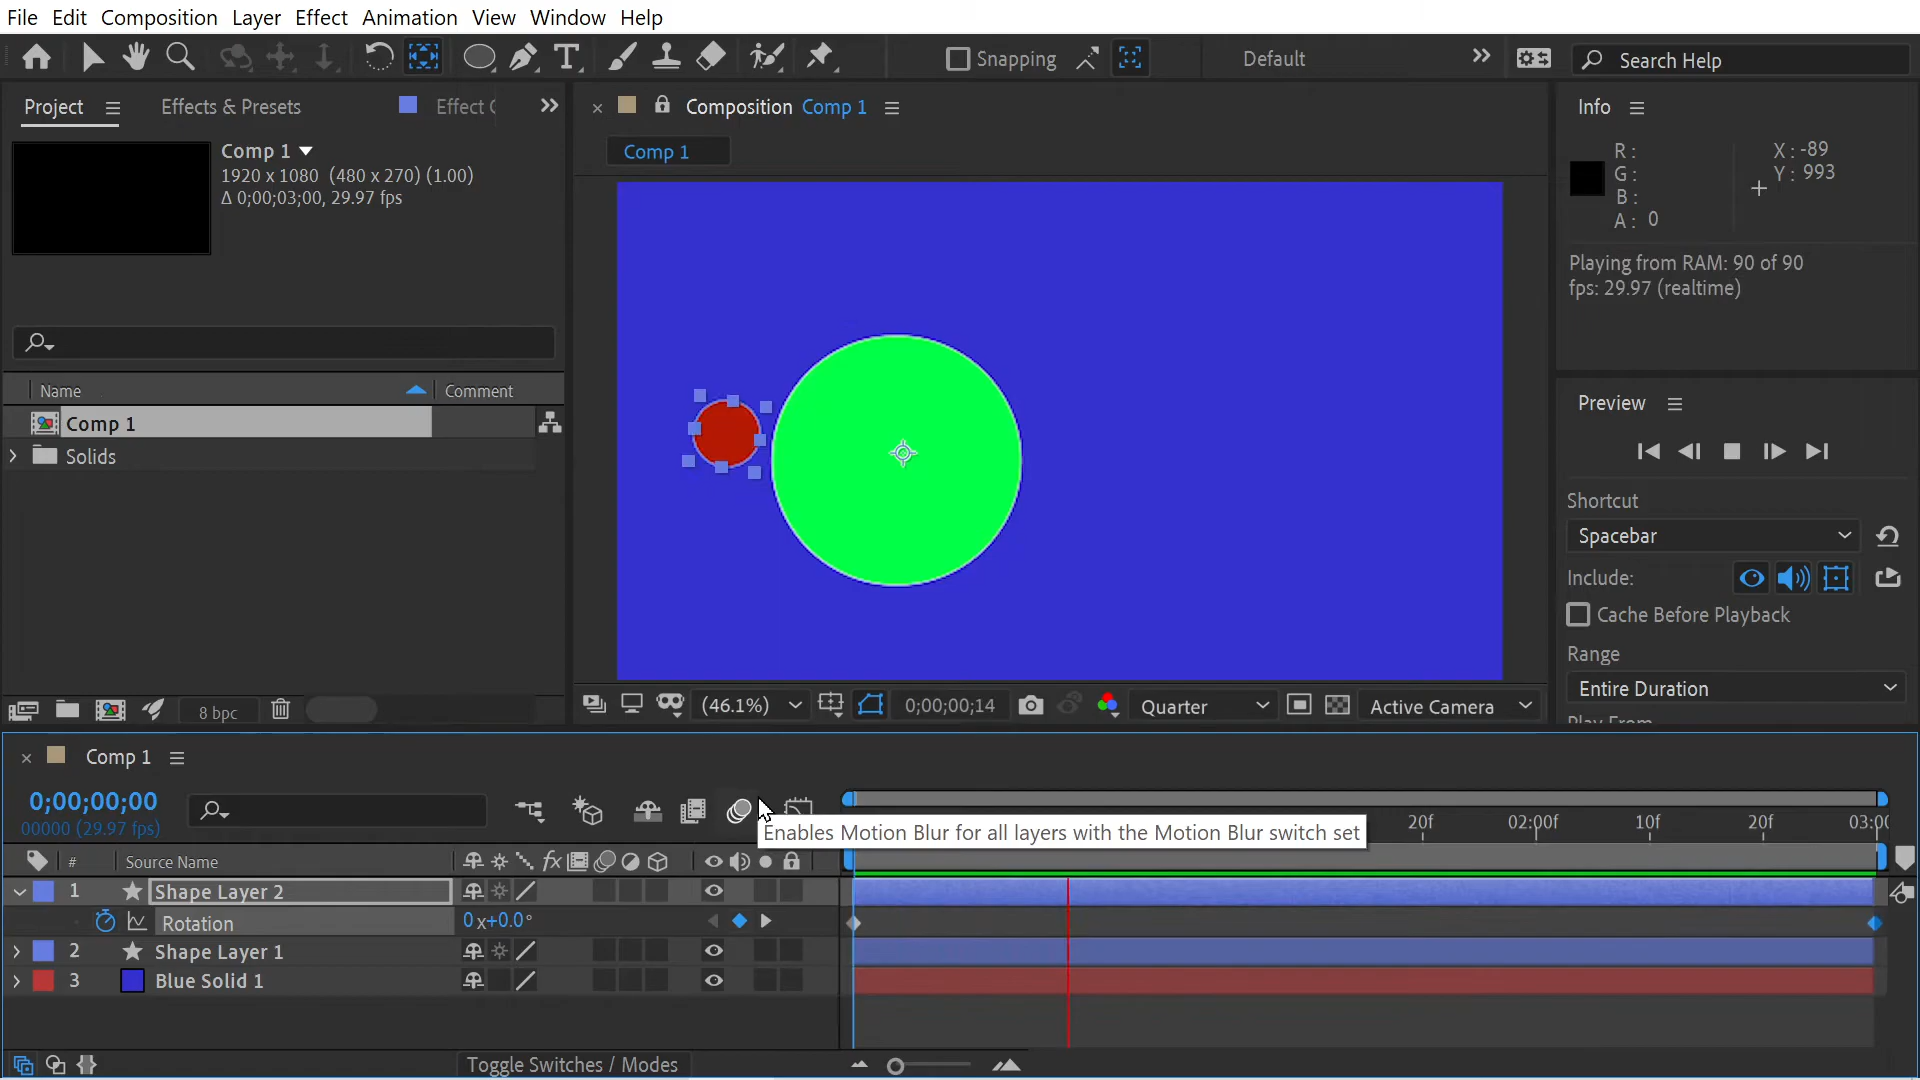 File Edit Composition Layer Effect Animation View Window Help
Snapping
Default
Search Help
Project
Effects & Presets
Effect C
Composition Comp 1
Info
Comp 1
1920 x 1080 (480 x 270) (1.00)
Δ 0;00;03;00, 29.97 fps
Comp 1
R :
G :
B :
A : 0
X : -89
Y : 993
Playing from RAM: 90 of 90
fps: 29.97 (realtime)
Name
Comment
Comp 1
Solids
Preview
Shortcut
Spacebar
Include:
Cache Before Playback
Range
Entire Duration
Play From
8 bpc
(46.1%)
0;00;00;14
Quarter
Active Camera
Comp 1
0;00;00;00
00000 (29.97 fps)
Enables Motion Blur for all layers with the Motion Blur switch set
20f
02:00f
10f
20f
03:00
# Source Name
fx
1 Shape Layer 2
Rotation
0x+0.0°
2 Shape Layer 1
3 Blue Solid 1
Toggle Switches / Modes